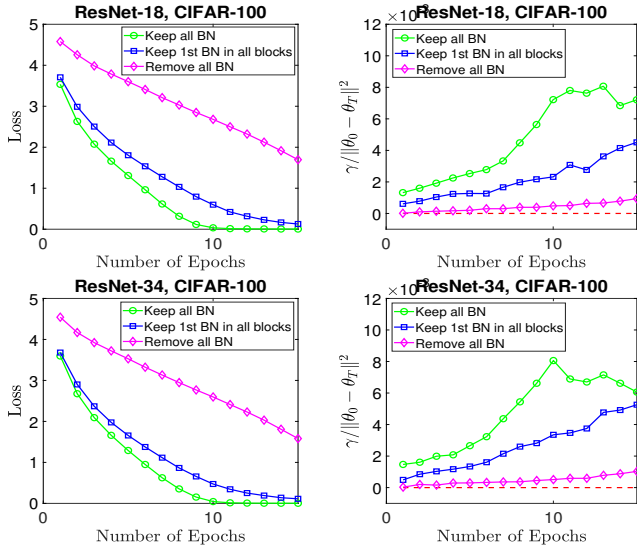 ResNet-18, CIFAR-100
Loss
5
4
3
2
1
0
0
10
Number of Epochs
Keep all BN
Keep 1st BN in all blocks
Remove all BN
ResNet-18, CIFAR-100
γ/∥θ0 − θT∥²
12
10
8
6
4
2
0
0
10
Number of Epochs
Keep all BN
Keep 1st BN in all blocks
Remove all BN
ResNet-34, CIFAR-100
Loss
5
4
3
2
1
0
0
10
Number of Epochs
Keep all BN
Keep 1st BN in all blocks
Remove all BN
ResNet-34, CIFAR-100
γ/∥θ0 − θT∥²
12
10
8
6
4
2
0
0
10
Number of Epochs
Keep all BN
Keep 1st BN in all blocks
Remove all BN